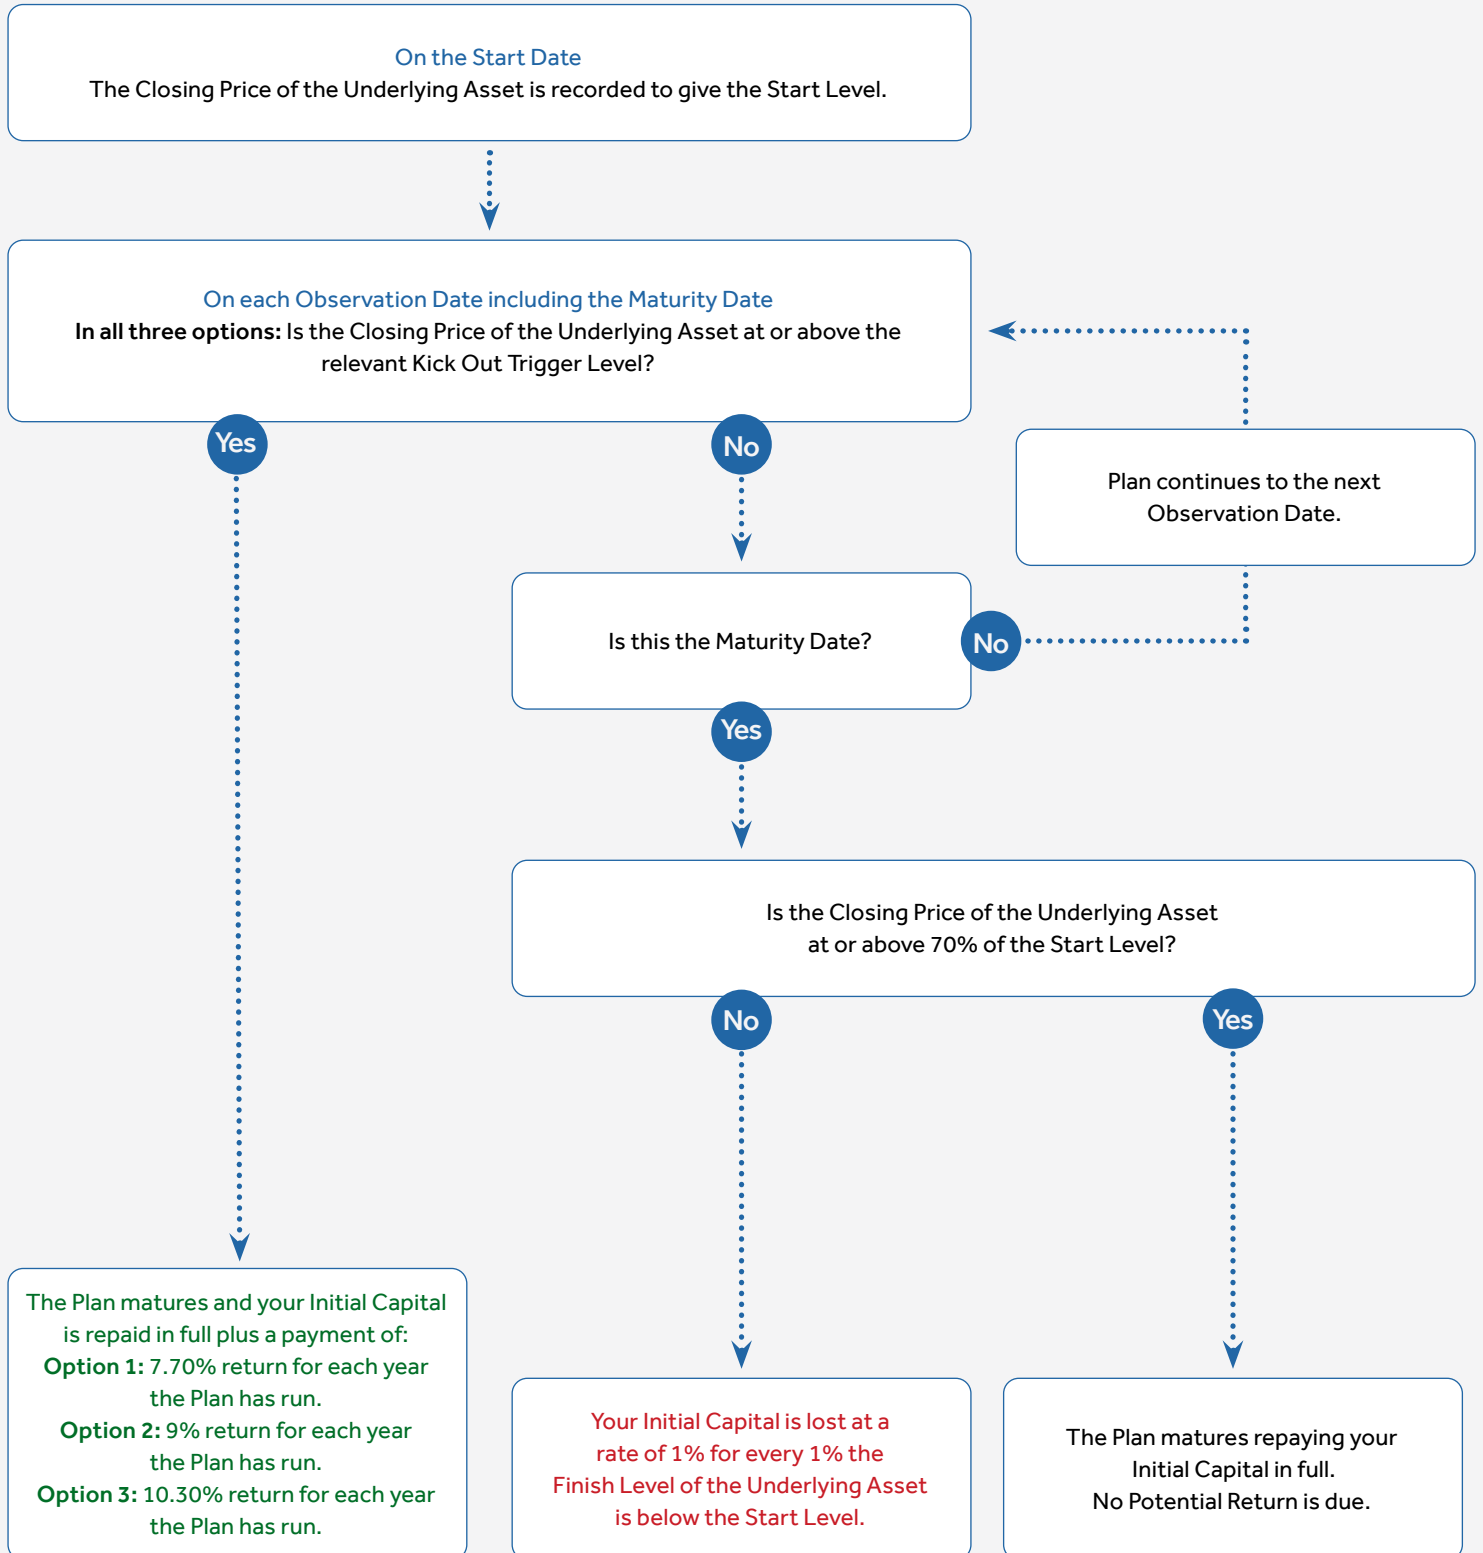 On the Start Date
The Closing Price of the Underlying Asset is recorded to give the Start Level.
On each Observation Date including the Maturity Date
In all three options: Is the Closing Price of the Underlying Asset at or above the
relevant Kick Out Trigger Level?
Yes
No
Plan continues to the next
Observation Date.
Is this the Maturity Date?
No
Yes
Is the Closing Price of the Underlying Asset
at or above 70% of the Start Level?
No
Yes
The Plan matures and your Initial Capital
is repaid in full plus a payment of:
Option 1: 7.70% return for each year
the Plan has run.
Option 2: 9% return for each year
the Plan has run.
Option 3: 10.30% return for each year
the Plan has run.
Your Initial Capital is lost at a
rate of 1% for every 1% the
Finish Level of the Underlying Asset
is below the Start Level.
The Plan matures repaying your
Initial Capital in full.
No Potential Return is due.